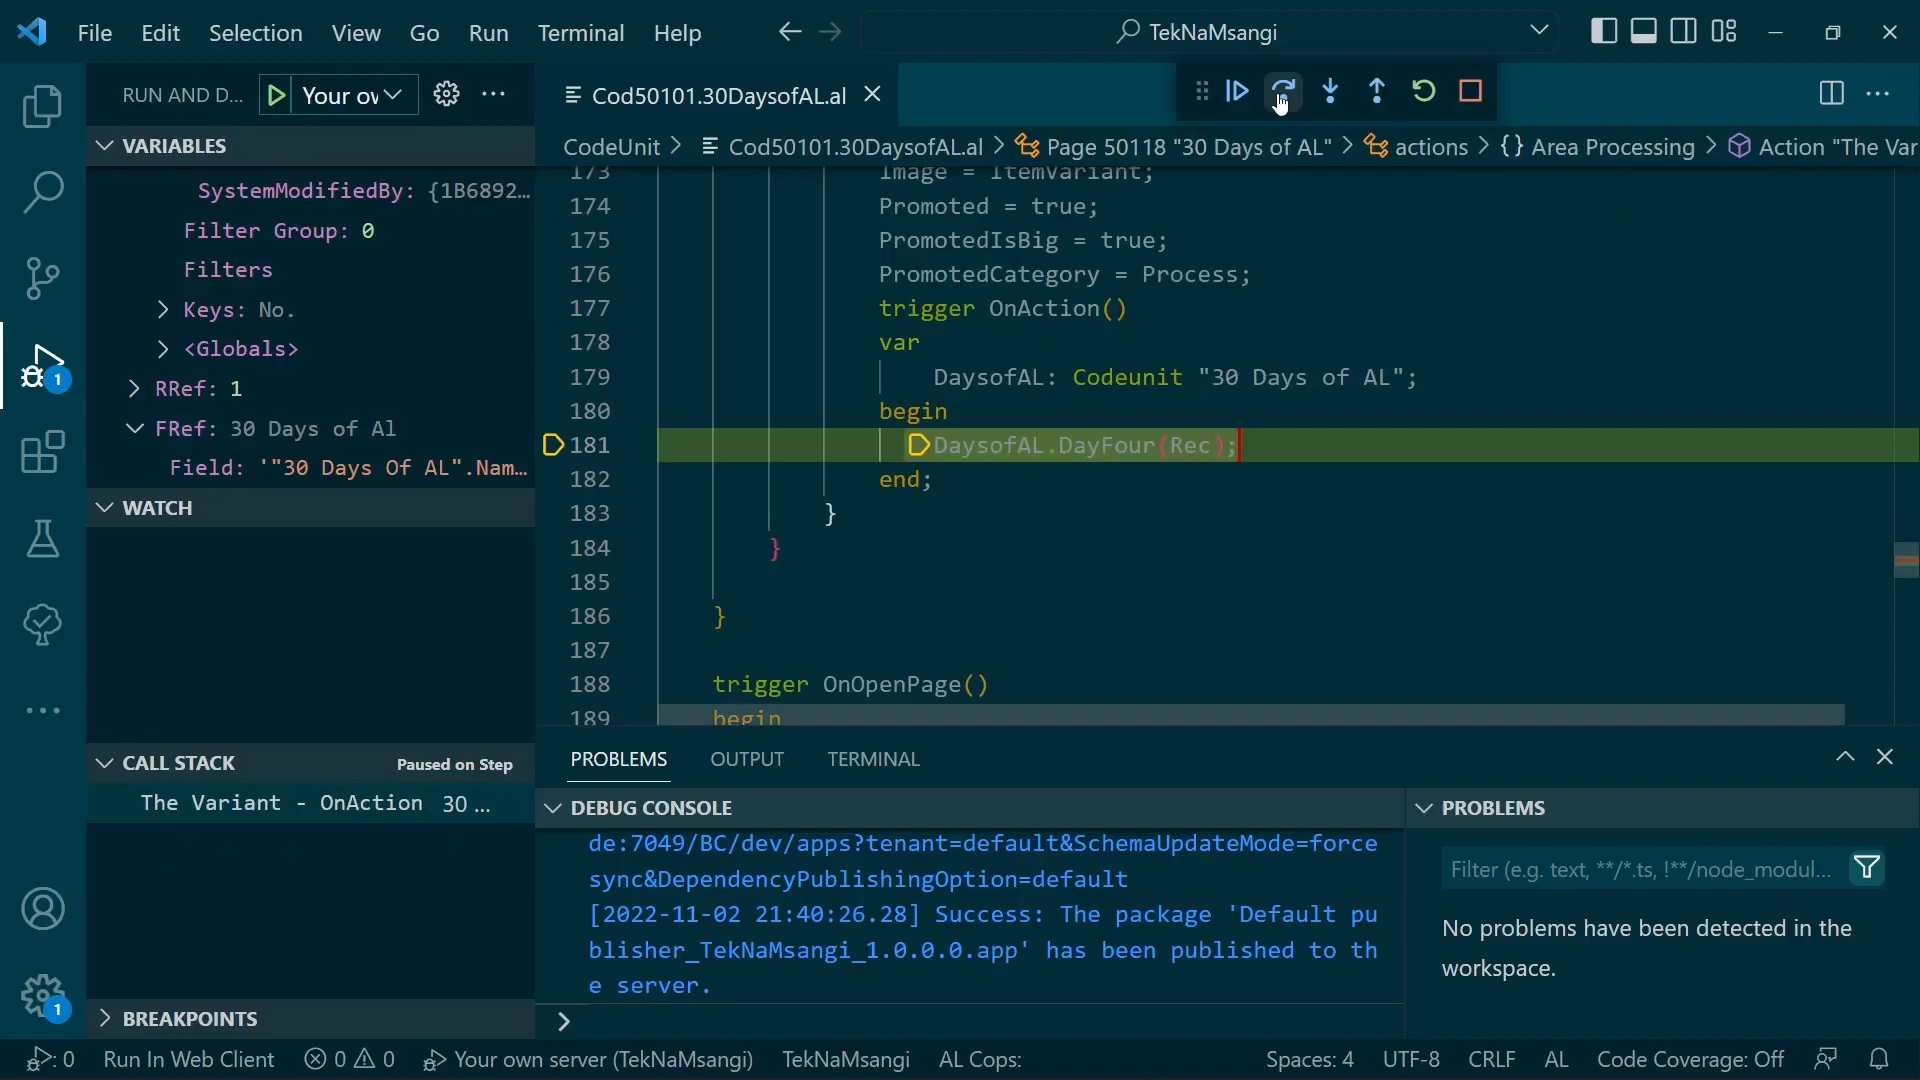 File Edit Selection View Go Run Terminal Help
TekNaMsangi
RUN AND D...
Your ov
Cod50101.30DaysofAL.al
VARIABLES
SystemModifiedBy: {1B6892...
Filter Group: 0
Filters
Keys: No.
<Globals>
RRef: 1
FRef: 30 Days of Al
Field: '"30 Days Of AL".Nam...
WATCH
CALL STACK
Paused on Step
The Variant - OnAction 30 ...
BREAKPOINTS
CodeUnit > Cod50101.30DaysofAL.al > Page 50118 "30 Days of AL" > actions > {} Area Processing > Action "The Var
173 Image = ItemVariant;
174 Promoted = true;
175 PromotedIsBig = true;
176 PromotedCategory = Process;
177 trigger OnAction()
178 var
179 DaysofAL: Codeunit "30 Days of AL";
180 begin
181 DaysofAL.DayFour(Rec);
182 end;
183 }
184 }
185
186 }
187
188 trigger OnOpenPage()
189 begin
PROBLEMS OUTPUT TERMINAL
DEBUG CONSOLE
de:7049/BC/dev/apps?tenant=default&SchemaUpdateMode=force
sync&DependencyPublishingOption=default
[2022-11-02 21:40:26.28] Success: The package 'Default pu
blisher_TekNaMsangi_1.0.0.0.app' has been published to th
e server.
PROBLEMS
Filter (e.g. text, **/*.ts, !**/node_modul...
No problems have been detected in the
workspace.
1
1
0 Run In Web Client 0 0 Your own server (TekNaMsangi) TekNaMsangi AL Cops: Spaces: 4 UTF-8 CRLF AL Code Coverage: Off